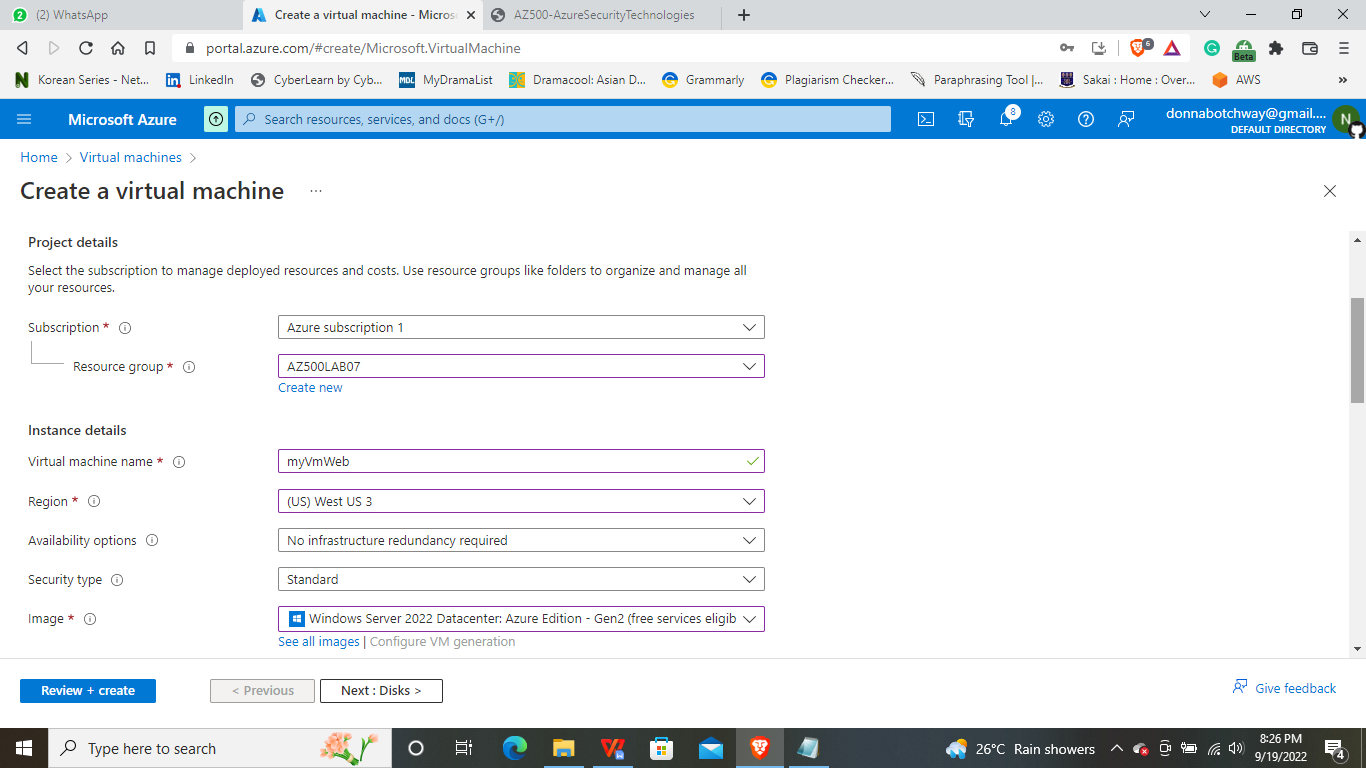 2 (2) WhatsApp
Create a virtual machine - Micros
AZ500-AzureSecurityTechnologies
portal.azure.com/#create/Microsoft.VirtualMachine
6
Beta
Korean Series - Net...
LinkedIn
CyberLearn by Cyb...
MDL MyDramaList
Dramacool: Asian D...
Grammarly
Plagiarism Checker...
Paraphrasing Tool |...
Sakai : Home : Over...
AWS
»
Microsoft Azure
Search resources, services, and docs (G+/)
8
donnabotchway@gmail....
DEFAULT DIRECTORY
N
Home > Virtual machines >
Create a virtual machine ...
Project details
Select the subscription to manage deployed resources and costs. Use resource groups like folders to organize and manage all
your resources.
Subscription *
Azure subscription 1
Resource group *
AZ500LAB07
Create new
Instance details
Virtual machine name *
myVmWeb
Region *
(US) West US 3
Availability options
No infrastructure redundancy required
Security type
Standard
Image *
Windows Server 2022 Datacenter: Azure Edition - Gen2 (free services eligib
See all images | Configure VM generation
Review + create
< Previous
Next : Disks >
Give feedback
Type here to search
26°C Rain showers
8:26 PM
9/19/2022
4